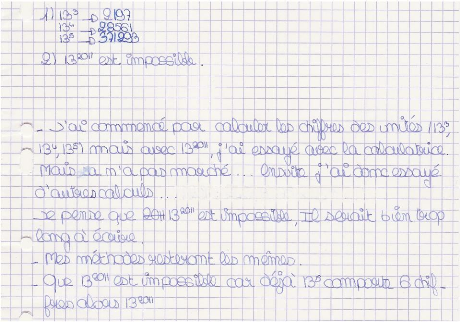 1) 13³ → 2197
13⁴ → 28561
13⁵ → 371293
2) 13²⁰¹¹ est impossible.
- J'ai commencé par calculer les chiffres des unités (13³,
13⁴, 13⁵) mais avec 13²⁰¹¹, j'ai essayé avec la calculatrice.
Mais ça n'a pas marché... ensuite j'ai donc essayé
d'autres calculs...
- Je pense que 13²⁰¹¹ est impossible, Il serait bien trop
long à écrire.
- Mes méthodes resteront les mêmes.
- Que 13²⁰¹¹ est impossible car déjà 13⁵ comporte 6 chif-
fres alors 13²⁰¹¹